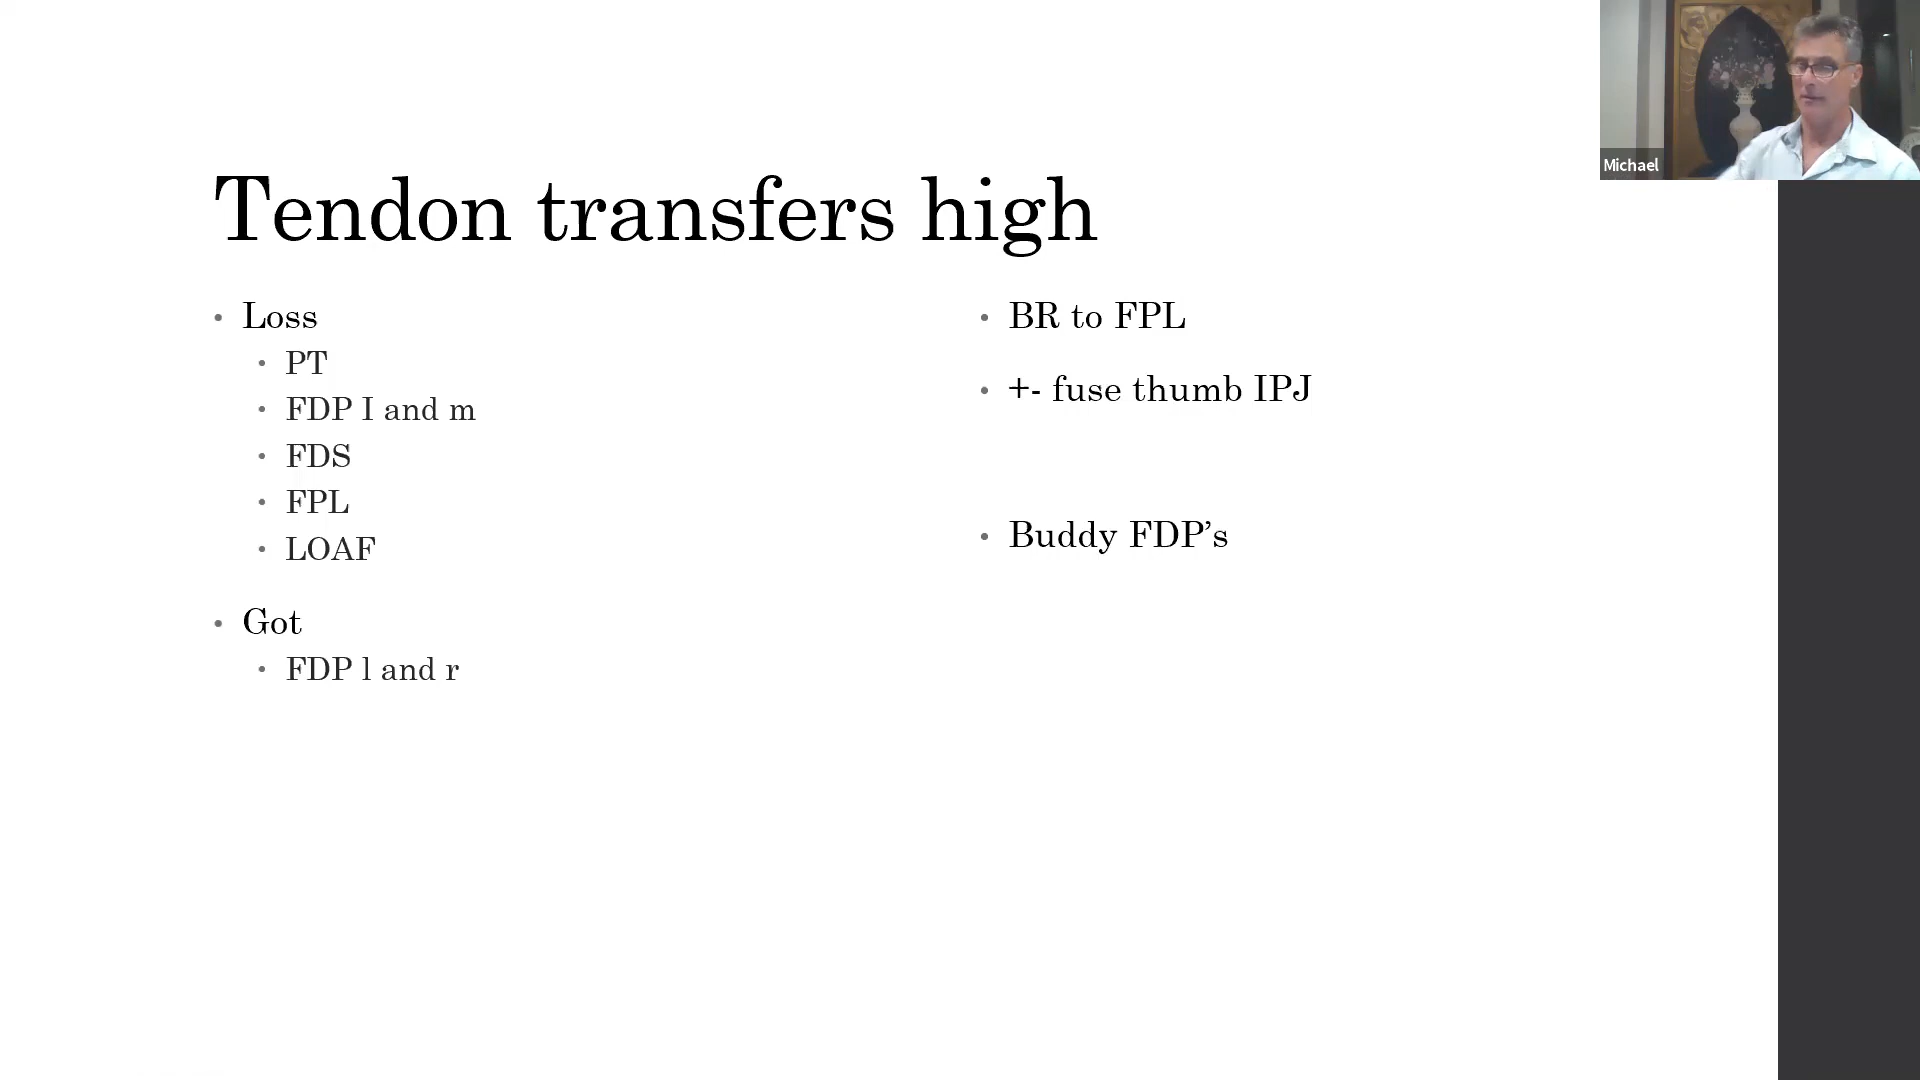 Michael
Tendon transfers high
• Loss
• PT
• FDP I and m
• FDS
• FPL
• LOAF
• Got
• FDP l and r
• BR to FPL
• +- fuse thumb IPJ
• Buddy FDP’s